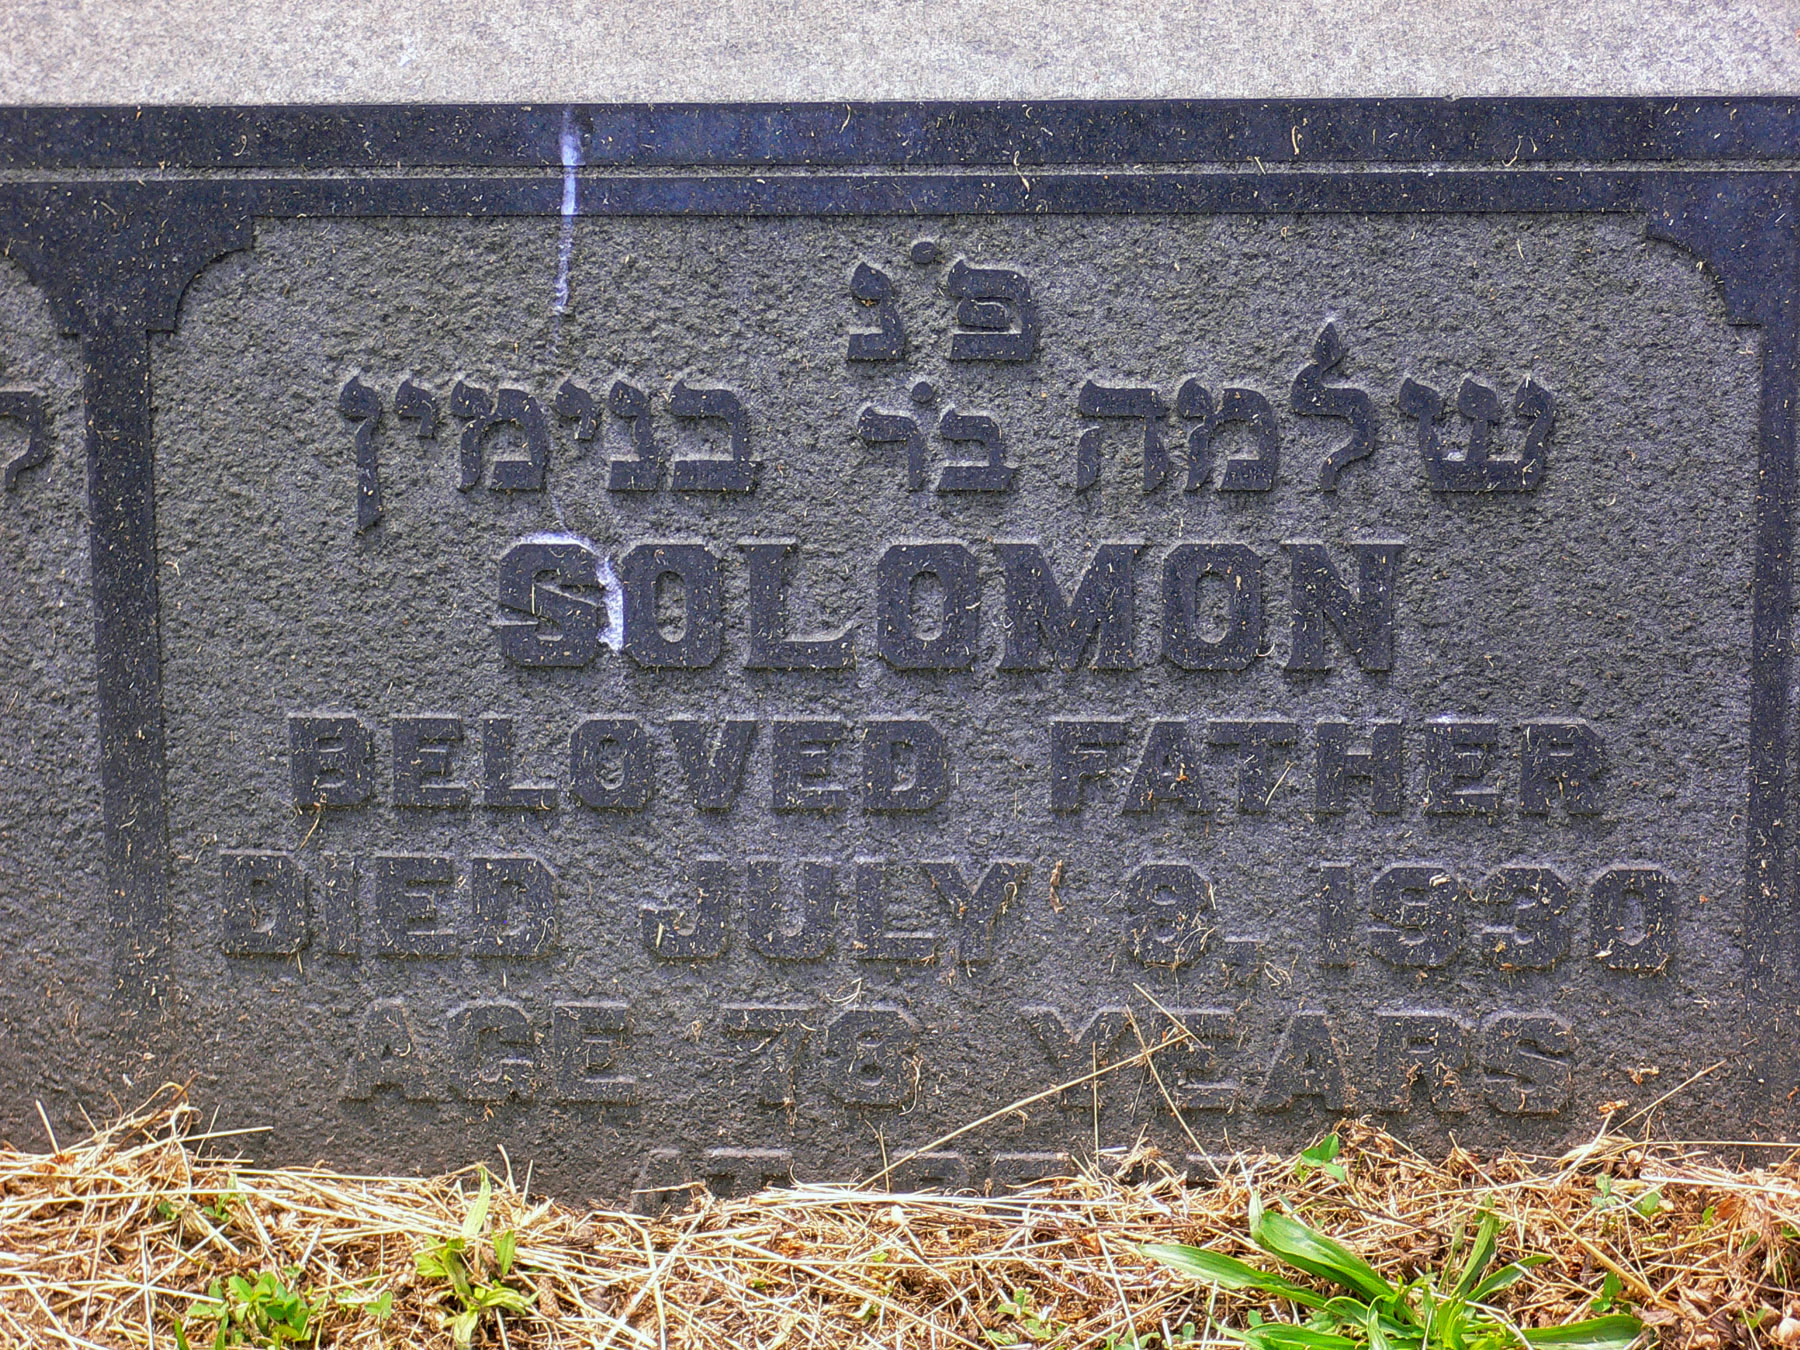 פ'נ
שלמה ב'ר בנימין
SOLOMON
BELOVED FATHER
DIED JULY 8, 1930
AGE 78 YEARS